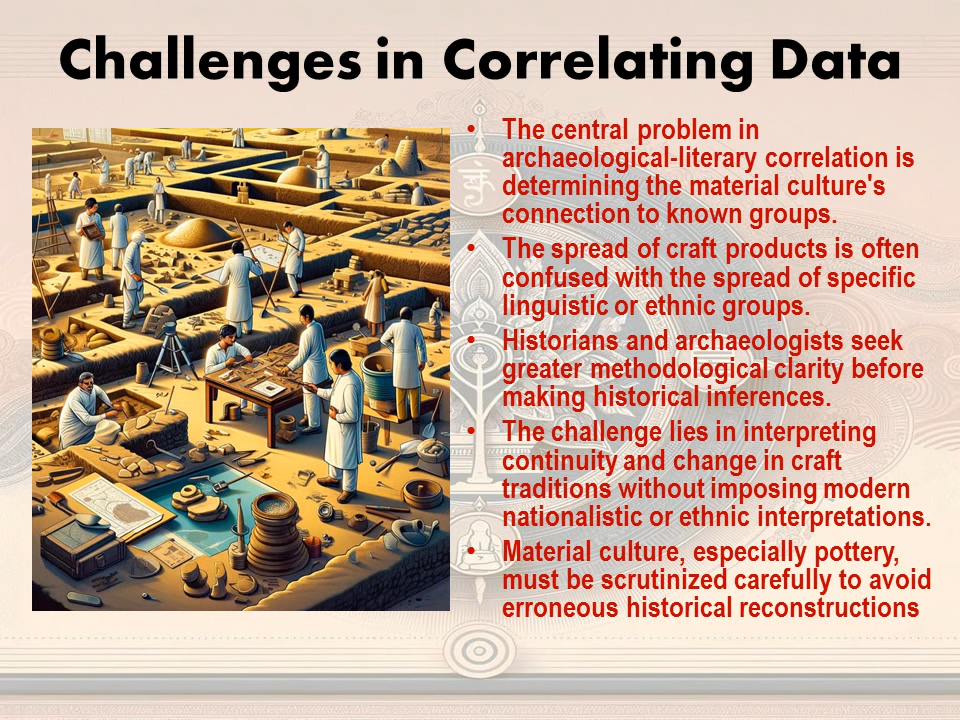 Challenges in Correlating Data
• The central problem in
archaeological-literary correlation is
determining the material culture's
connection to known groups.
• The spread of craft products is often
confused with the spread of specific
linguistic or ethnic groups.
• Historians and archaeologists seek
greater methodological clarity before
making historical inferences.
• The challenge lies in interpreting
continuity and change in craft
traditions without imposing modern
nationalistic or ethnic interpretations.
• Material culture, especially pottery,
must be scrutinized carefully to avoid
erroneous historical reconstructions